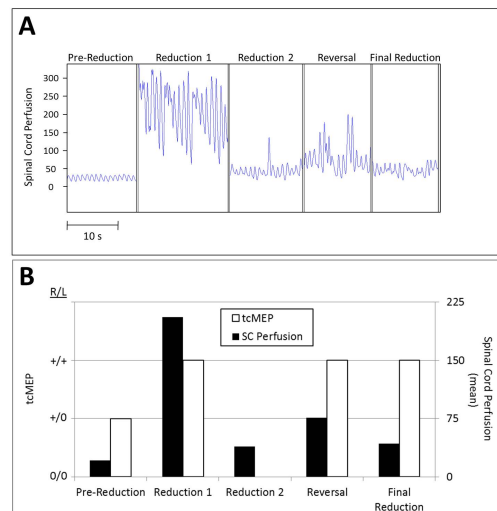 A
Pre-Reduction Reduction 1 Reduction 2 Reversal Final Reduction
Spinal Cord Perfusion
300
250
200
150
100
50
0
10 s
B
R/L
tcMEP
+/+
+/0
0/0
tcMEP
SC Perfusion
225
150
75
0
Spinal Cord Perfusion
(mean)
Pre-Reduction Reduction 1 Reduction 2 Reversal Final
Reduction